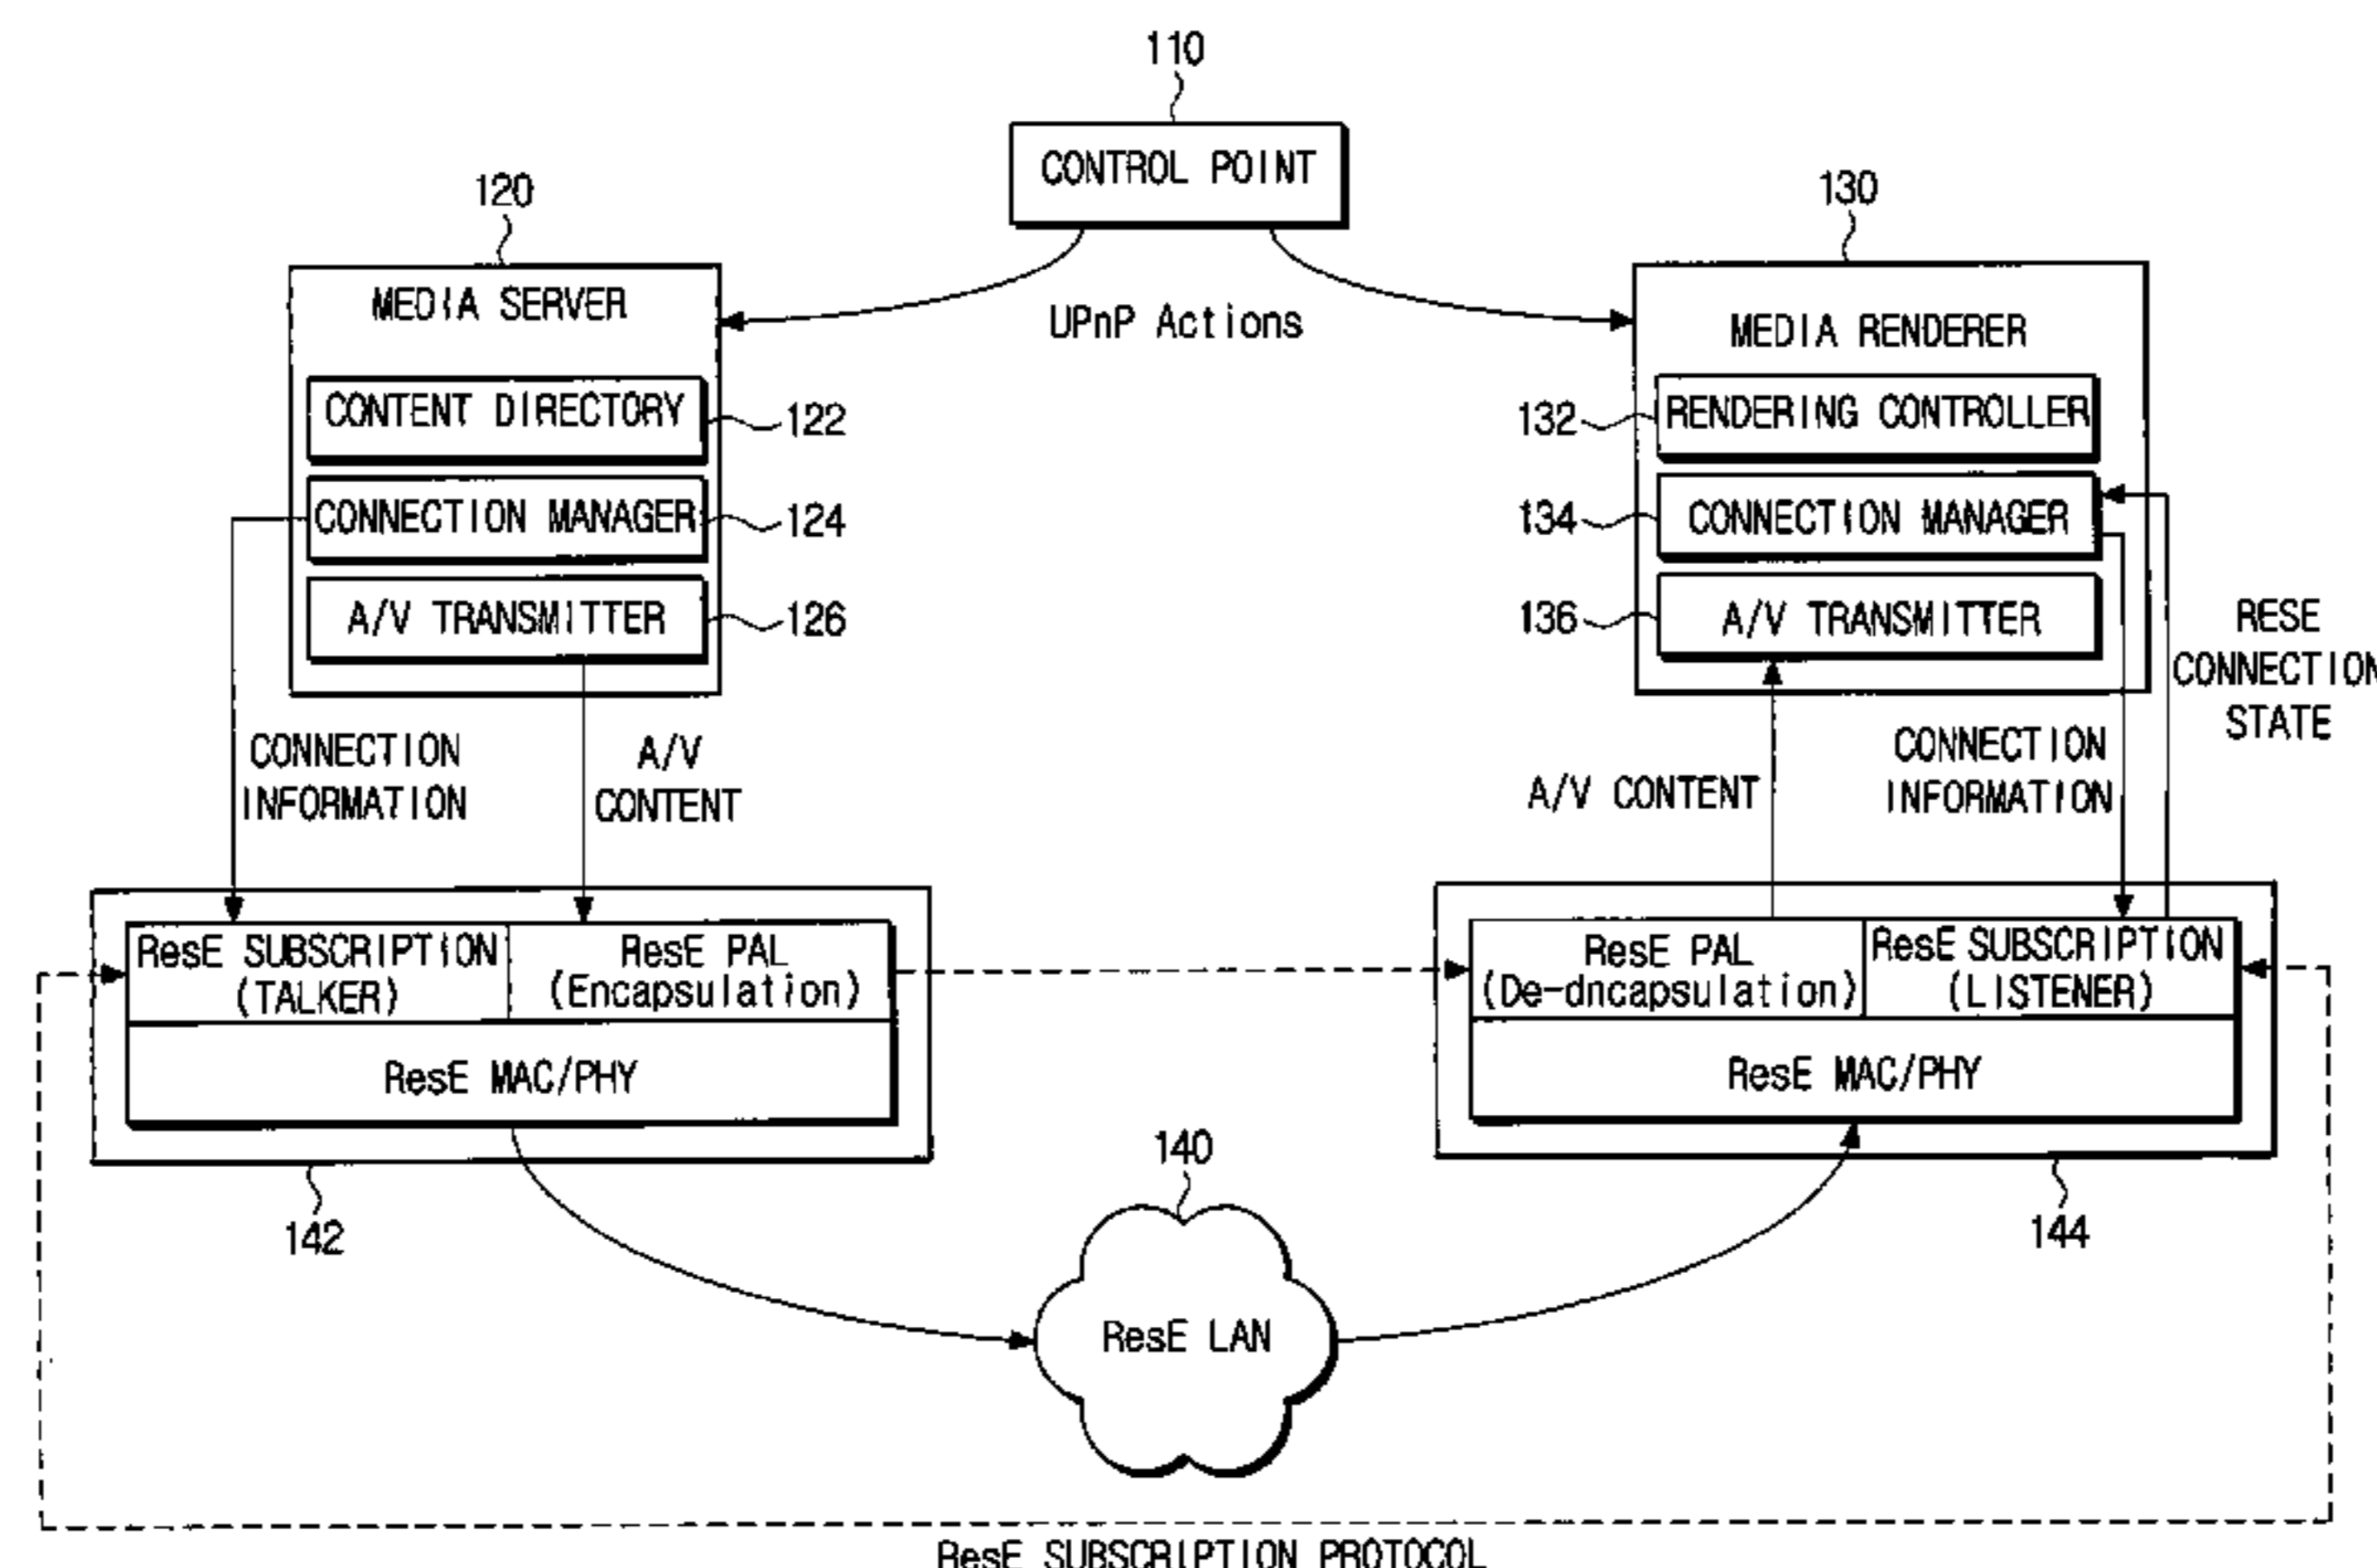 110
CONTROL POINT
120
130
MEDIA SERVER
UPnP Actions
MEDIA RENDERER
CONTENT DIRECTORY
122
132
RENDERING CONTROLLER
CONNECTION MANAGER
124
134
CONNECTION MANAGER
A/V TRANSMITTER
126
136
A/V TRANSMITTER
RESE
CONNECTION
STATE
CONNECTION
INFORMATION
A/V
CONTENT
A/V CONTENT
CONNECTION
INFORMATION
ResE SUBSCRIPTION
(TALKER)
ResE PAL
(Encapsulation)
ResE PAL
(De-dncapsulation)
ResE SUBSCRIPTION
(LISTENER)
ResE MAC/PHY
ResE MAC/PHY
142
140
144
ResE LAN
ResE SUBSCRIPTION PROTOCOL